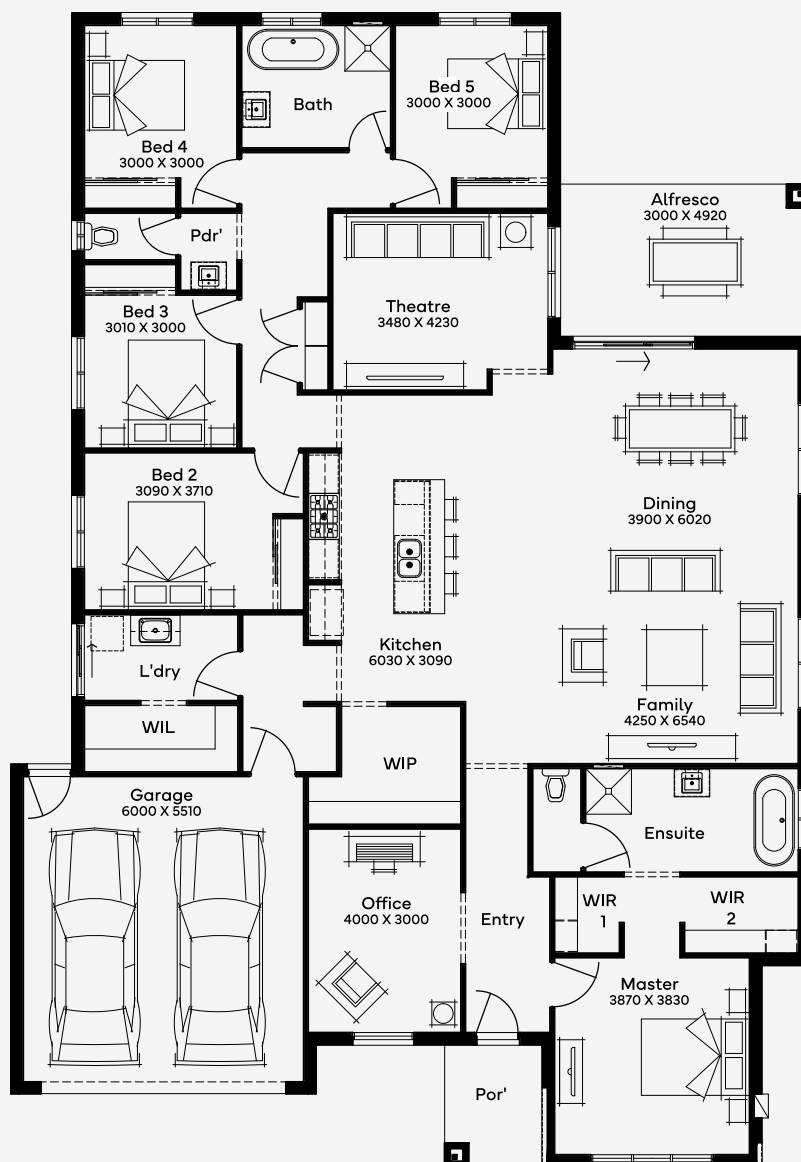 Bath
Bed 5
3000 X 3000
Bed 4
3000 X 3000
Alfresco
3000 X 4920
Pdr'
Theatre
3480 X 4230
Bed 3
3010 X 3000
Bed 2
3090 X 3710
Dining
3900 X 6020
Kitchen
6030 X 3090
L'dry
Family
4250 X 6540
WIL
WIP
Garage
6000 X 5510
Ensuite
Office
4000 X 3000
Entry
WIR
1
WIR
2
Master
3870 X 3830
Por'